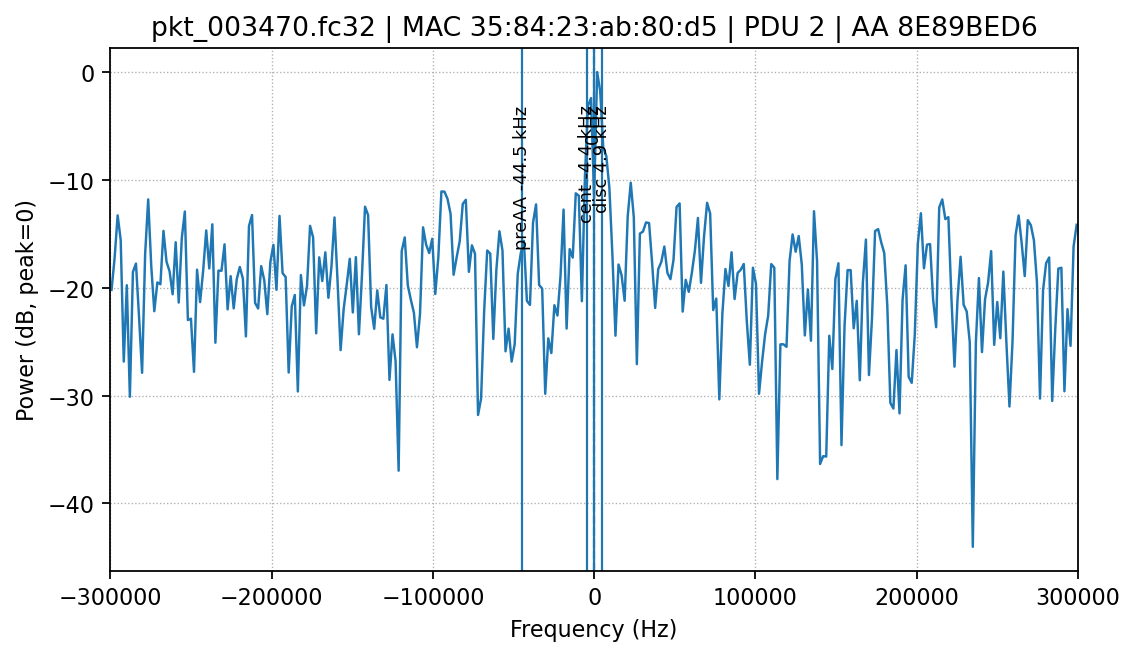 pkt_003470.fc32 | MAC 35:84:23:ab:80:d5 | PDU 2 | AA 8E89BED6
Power (dB, peak=0)
0
−10
−20
−30
−40
preAA -44.5 kHz
cent -4.4 kHz
disc 4.9 kHz
−300000
−200000
−100000
0
100000
200000
300000
Frequency (Hz)